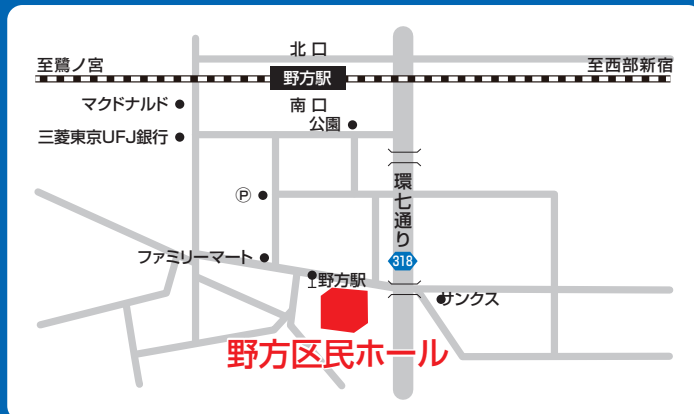 北口
至鷺ノ宮
至西部新宿
野方駅
マクドナルド
南口
公園
三菱東京UFJ銀行
環七通り
Ⓟ
ファミリーマート
318
野方駅
サンクス
野方区民ホール